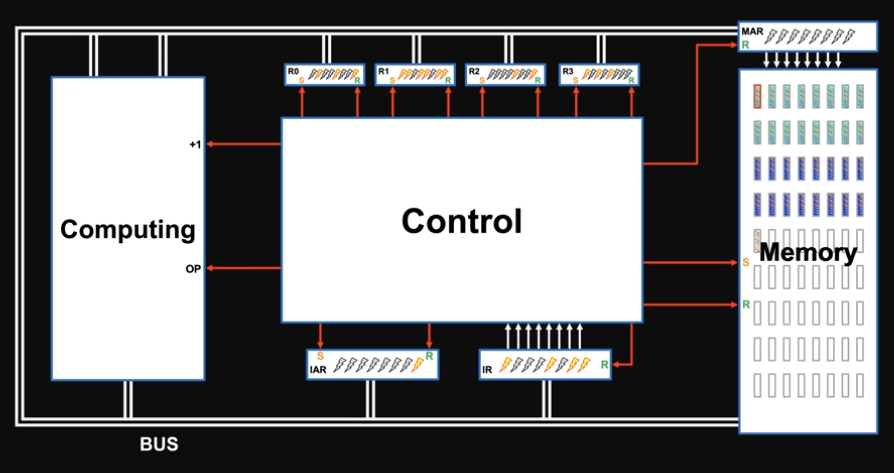 MAR
R
R0
S
R
R1
S
R
R2
S
R
R3
S
R
+1
Computing
Control
OP
Memory
S
R
S
R
IAR
IR
R
BUS